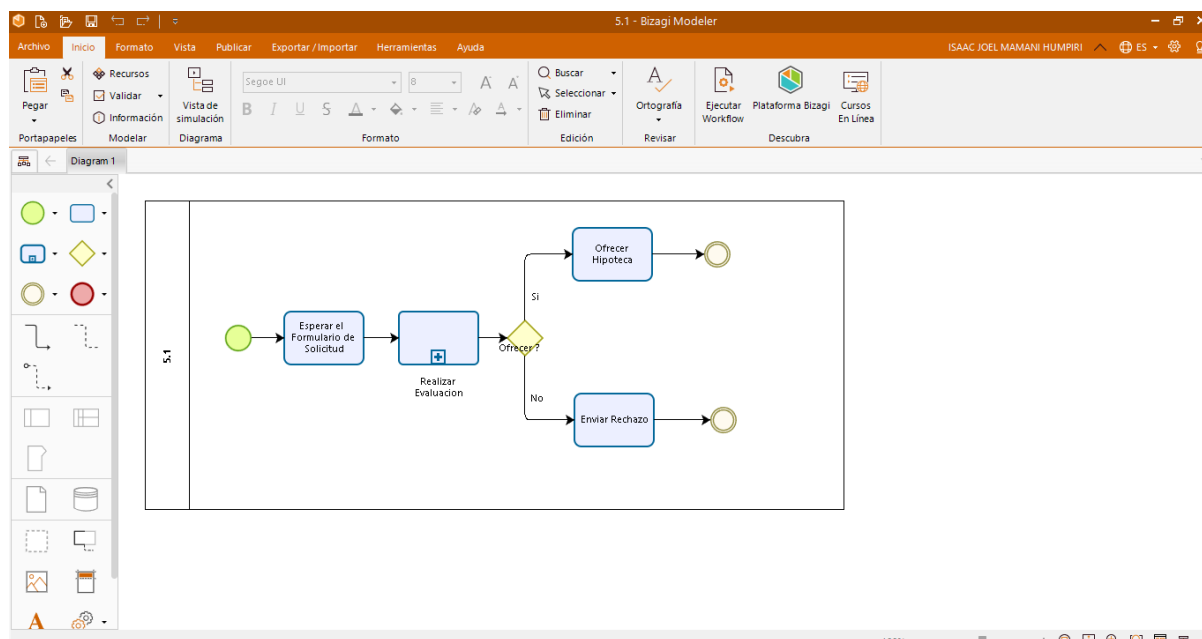 5.1 - Bizagi Modeler
Archivo Inicio Formato Vista Publicar Exportar / Importar Herramientas Ayuda
ISAAC JOEL MAMANI HUMPIRI ES
Pegar
Portapapeles
Recursos
Validar
Información
Modelar
Vista de
simulación
Diagrama
Segoe UI 8 A A
B I U S A A
Formato
Buscar
Seleccionar
Eliminar
Edición
A
Ortografía
Revisar
Ejecutar
Workflow
Plataforma Bizagi
Cursos
En Línea
Descubra
Diagram 1
5.1
Esperar el
Formulario de
Solicitud
Realizar
Evaluacion
Ofrecer ?
Si
Ofrecer
Hipoteca
No
Enviar Rechazo
A